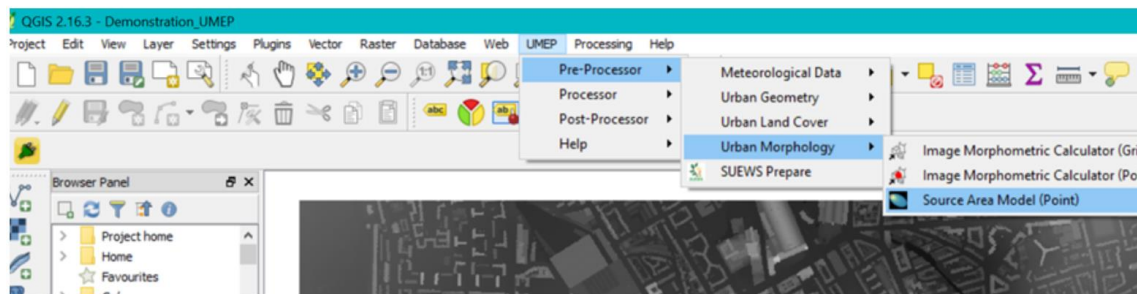 QGIS 2.16.3 - Demonstration_UMEP
Project Edit View Layer Settings Plugins Vector Raster Database Web UMEP Processing Help
Pre-Processor
Processor
Post-Processor
Help
Meteorological Data
Urban Geometry
Urban Land Cover
Urban Morphology
SUEWS Prepare
Image Morphometric Calculator (Gri
Image Morphometric Calculator (Po
Source Area Model (Point)
abc
Browser Panel
Project home
Home
Favourites